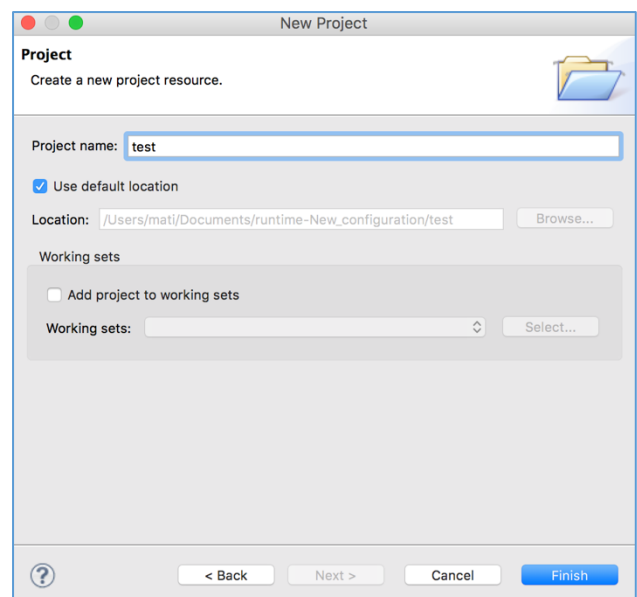 New Project
Project
Create a new project resource.
Project name: test
Use default location
Location: /Users/mati/Documents/runtime-New_configuration/test Browse...
Working sets
Add project to working sets
Working sets: Select...
? < Back Next > Cancel Finish